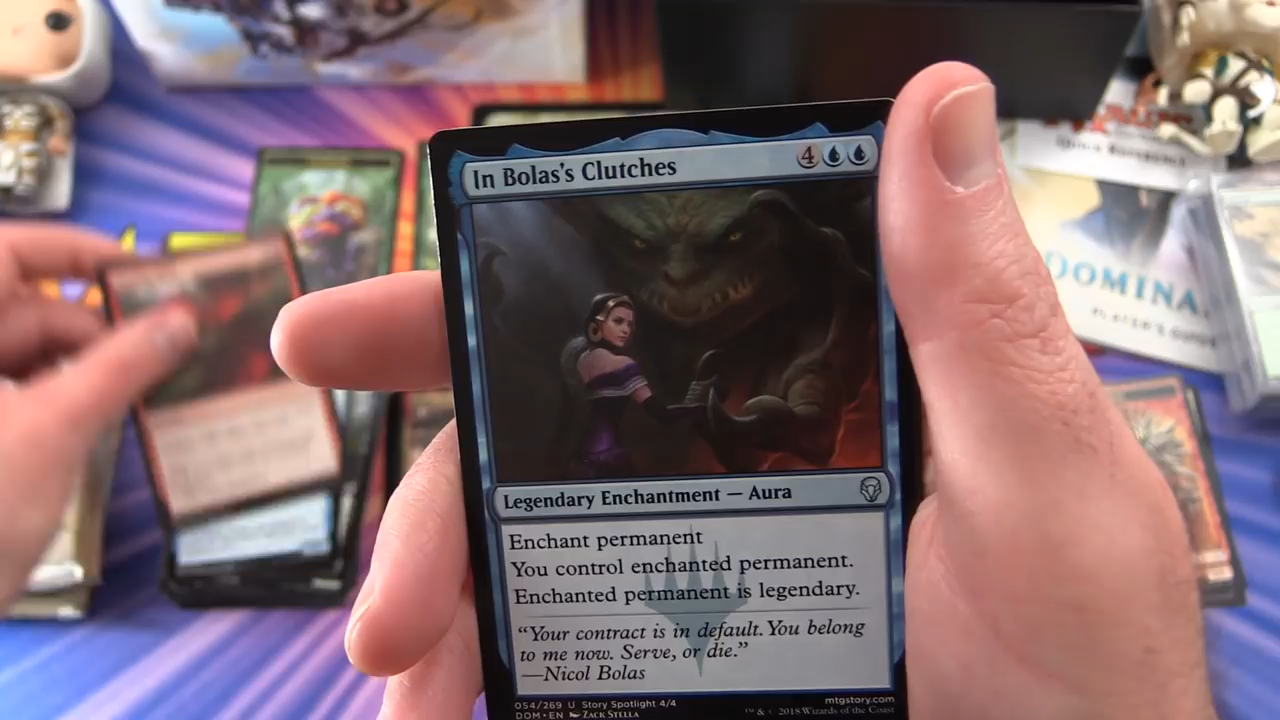 In Bolas's Clutches
4
Legendary Enchantment — Aura
Enchant permanent
You control enchanted permanent.
Enchanted permanent is legendary.
"Your contract is in default. You belong
to me now. Serve, or die."
—Nicol Bolas
054/269 U Story Spotlight 4/4
DOM • EN Zack Stella
mtgstory.com
™ & © 2018 Wizards of the Coast
DOMINA
PLAYER'S GUIDE